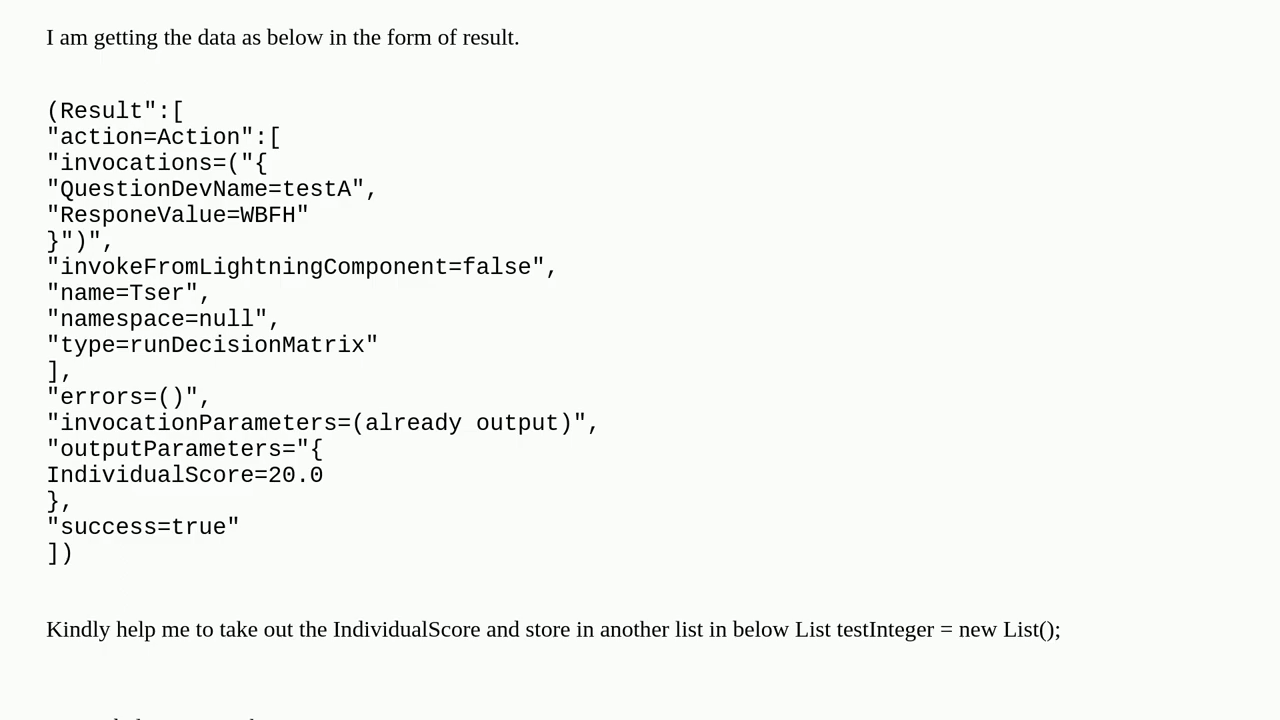 I am getting the data as below in the form of result.
(Result":[
"action=Action":[
"invocations=("{
"QuestionDevName=testA",
"ResponeValue=WBFH"
}")",
"invokeFromLightningComponent=false",
"name=Tser",
"namespace=null",
"type=runDecisionMatrix"
],
"errors=()",
"invocationParameters=(already output)",
"outputParameters="{
IndividualScore=20.0
},
"success=true"
])
Kindly help me to take out the IndividualScore and store in another list in below List testInteger = new List();